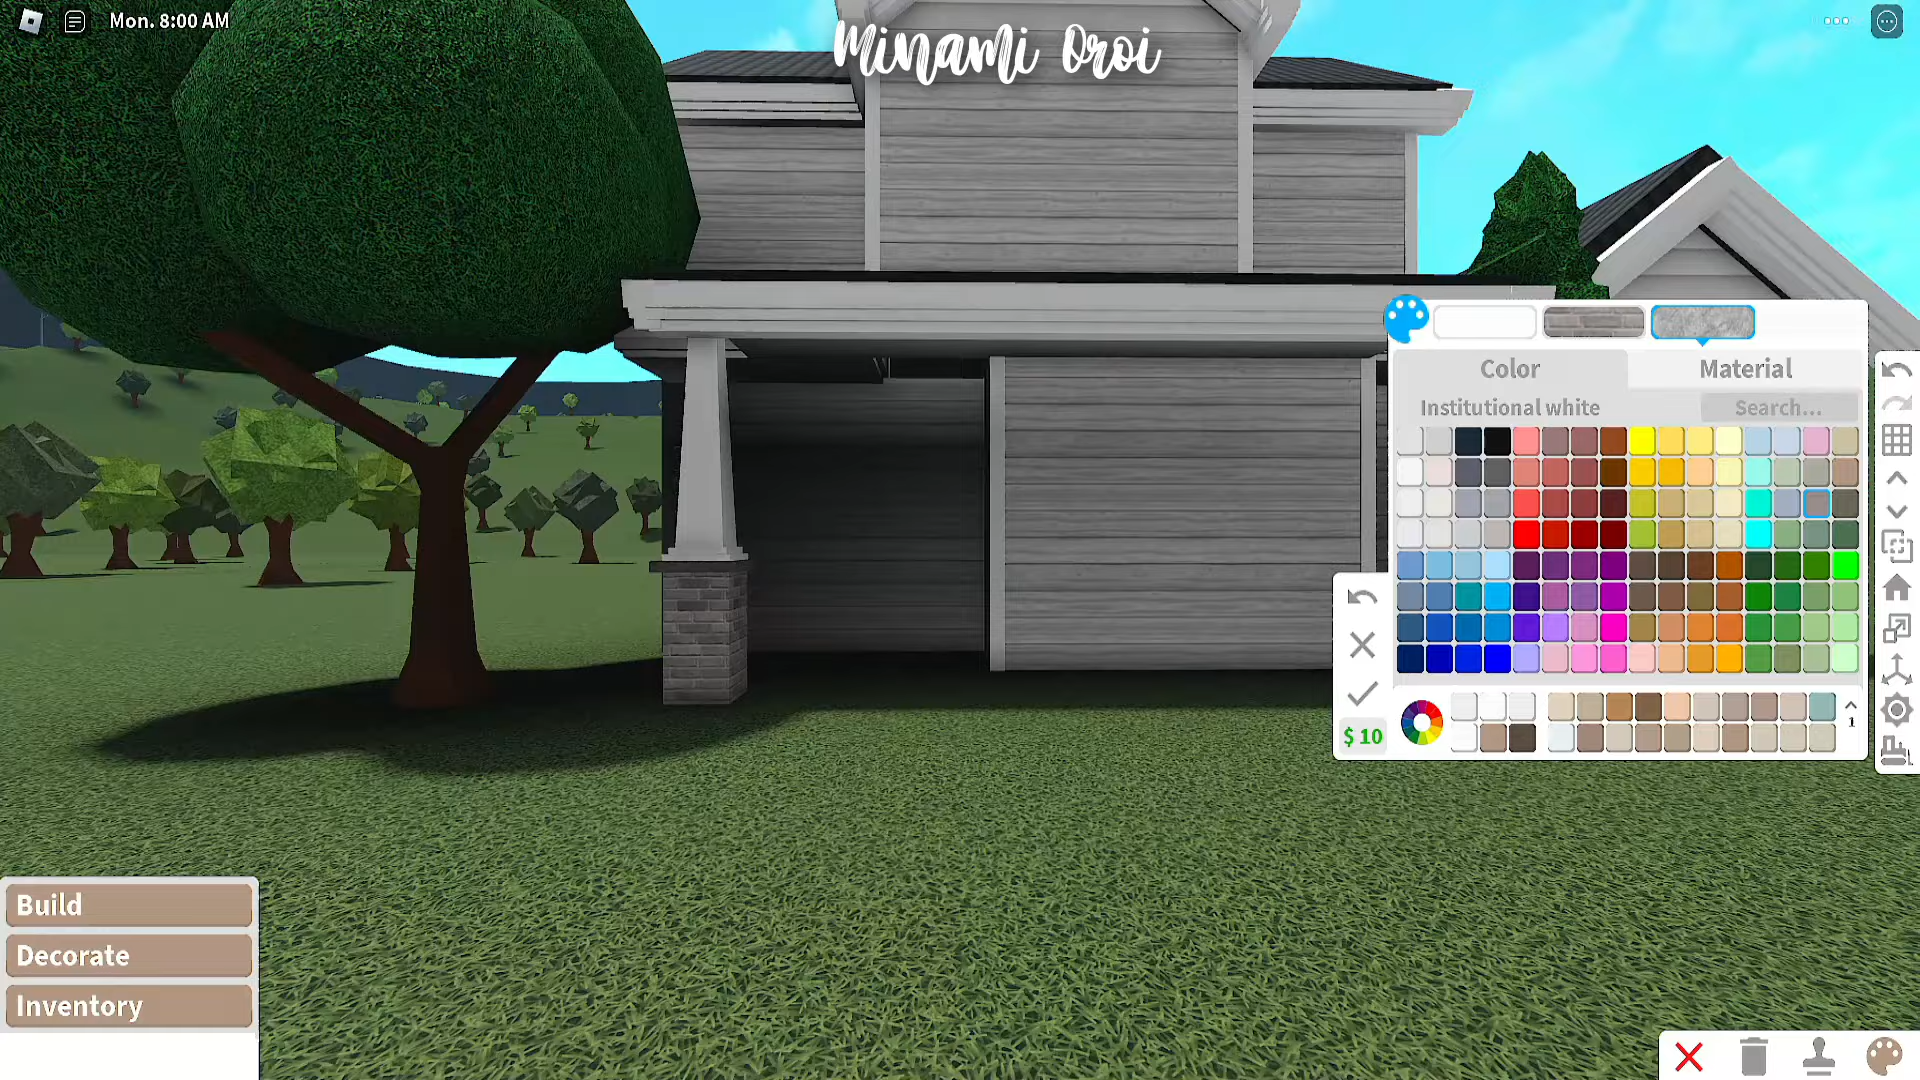 Mon. 8:00 AM
Minami Oroi
Color
Material
Institutional white
Search...
$ 10
1
Build
Decorate
Inventory